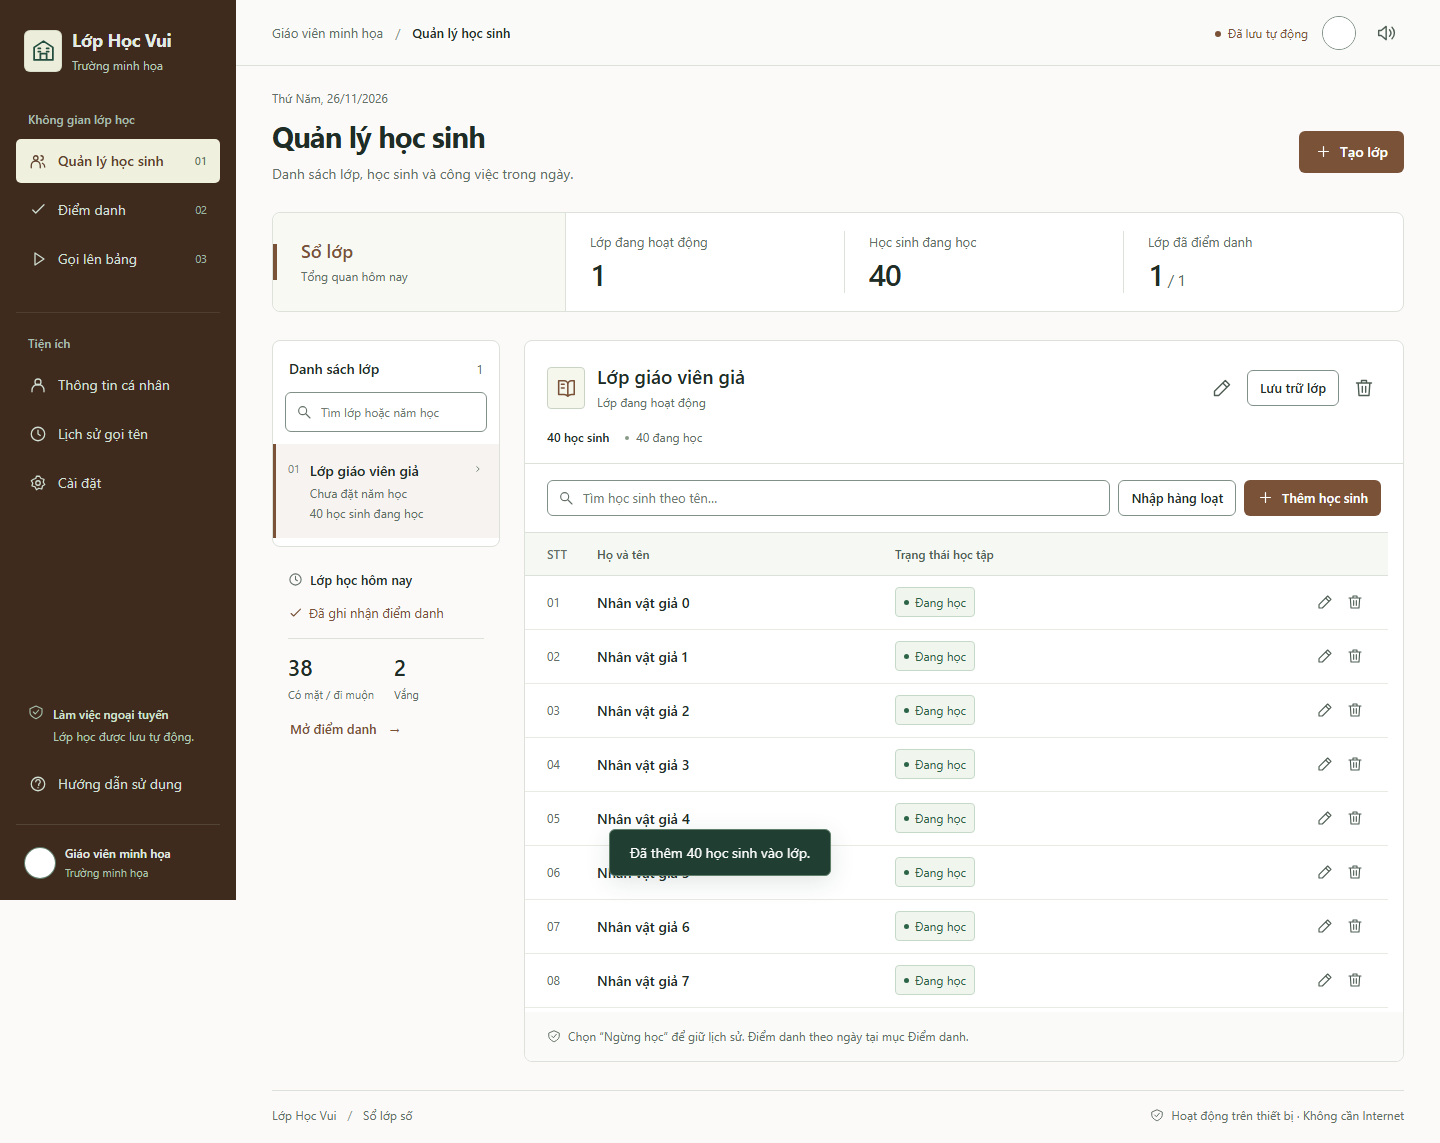 Lớp Học Vui
Trường minh họa
Không gian lớp học
Quản lý học sinh 01
Điểm danh 02
Gọi lên bảng 03
Tiện ích
Thông tin cá nhân
Lịch sử gọi tên
Cài đặt
Làm việc ngoại tuyến
Lớp học được lưu tự động.
Hướng dẫn sử dụng
Giáo viên minh họa
Trường minh họa
Giáo viên minh họa / Quản lý học sinh
Đã lưu tự động
Thứ Năm, 26/11/2026
Quản lý học sinh
Danh sách lớp, học sinh và công việc trong ngày.
+ Tạo lớp
Sổ lớp
Tổng quan hôm nay
Lớp đang hoạt động
1
Học sinh đang học
40
Lớp đã điểm danh
1 / 1
Danh sách lớp 1
Tìm lớp hoặc năm học
01 Lớp giáo viên giả
Chưa đặt năm học
40 học sinh đang học
Lớp học hôm nay
Đã ghi nhận điểm danh
38 2
Có mặt / đi muộn Vắng
Mở điểm danh →
Lớp giáo viên giả
Lớp đang hoạt động
Lưu trữ lớp
40 học sinh • 40 đang học
Tìm học sinh theo tên...
Nhập hàng loạt
+ Thêm học sinh
STT Họ và tên Trạng thái học tập
01 Nhân vật giả 0 Đang học
02 Nhân vật giả 1 Đang học
03 Nhân vật giả 2 Đang học
04 Nhân vật giả 3 Đang học
05 Nhân vật giả 4 Đang học
Đã thêm 40 học sinh vào lớp.
06 Đang học
07 Nhân vật giả 6 Đang học
08 Nhân vật giả 7 Đang học
Chọn “Ngừng học” để giữ lịch sử. Điểm danh theo ngày tại mục Điểm danh.
Lớp Học Vui / Sổ lớp số
Hoạt động trên thiết bị · Không cần Internet